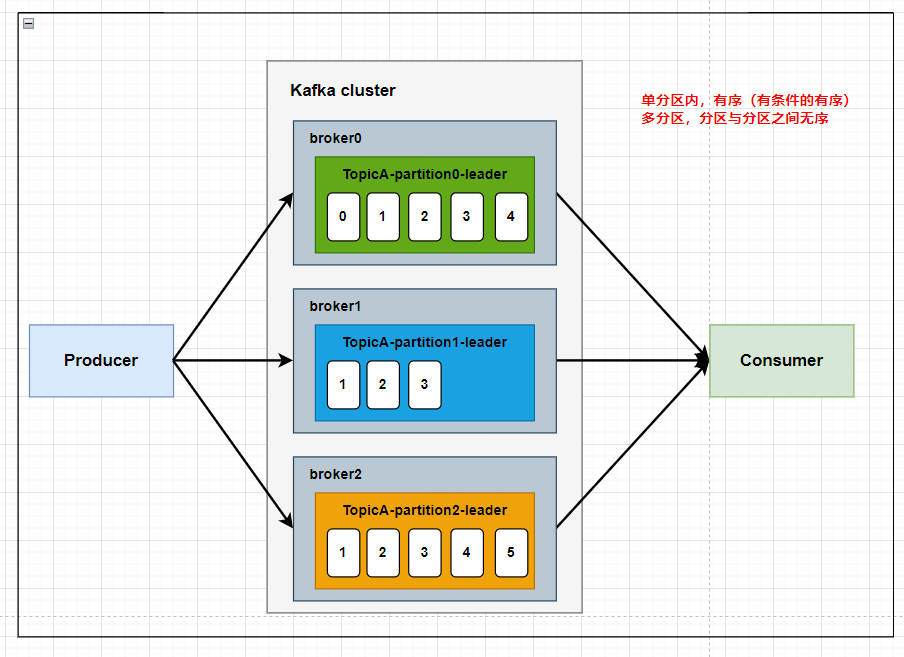 Kafka cluster
单分区内，有序（有条件的有序）
多分区，分区与分区之间无序
broker0
TopicA-partition0-leader
0 1 2 3 4
broker1
TopicA-partition1-leader
1 2 3
Producer
Consumer
broker2
TopicA-partition2-leader
1 2 3 4 5